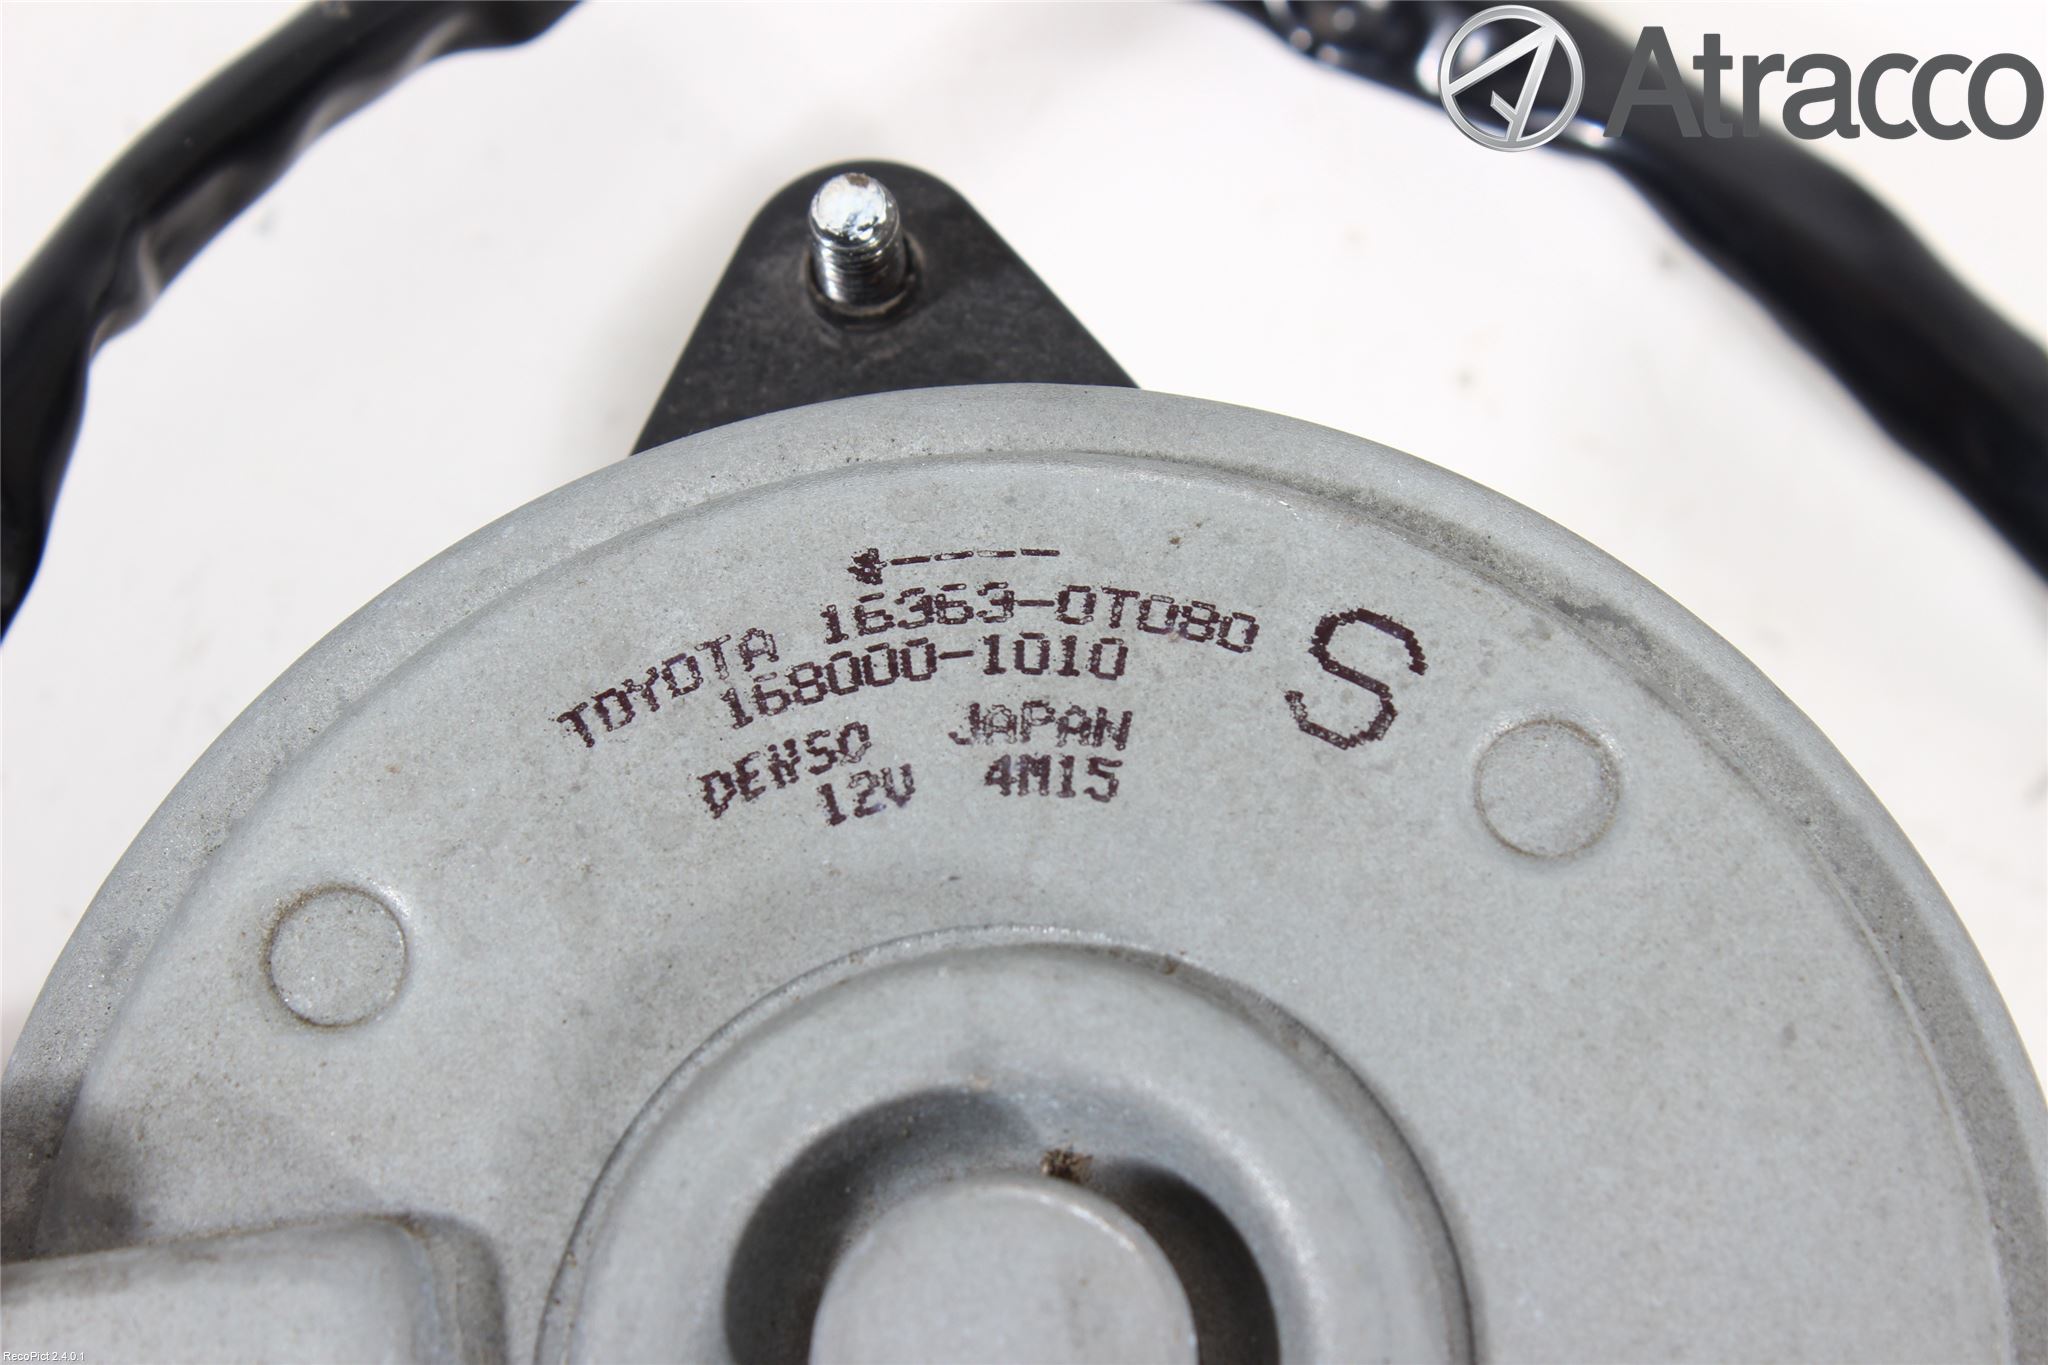 Atracco
TOYOTA 16363-0T080
168000-1010
S
DENSO JAPAN
12V 4M15
RecoPict 2.4.0.1